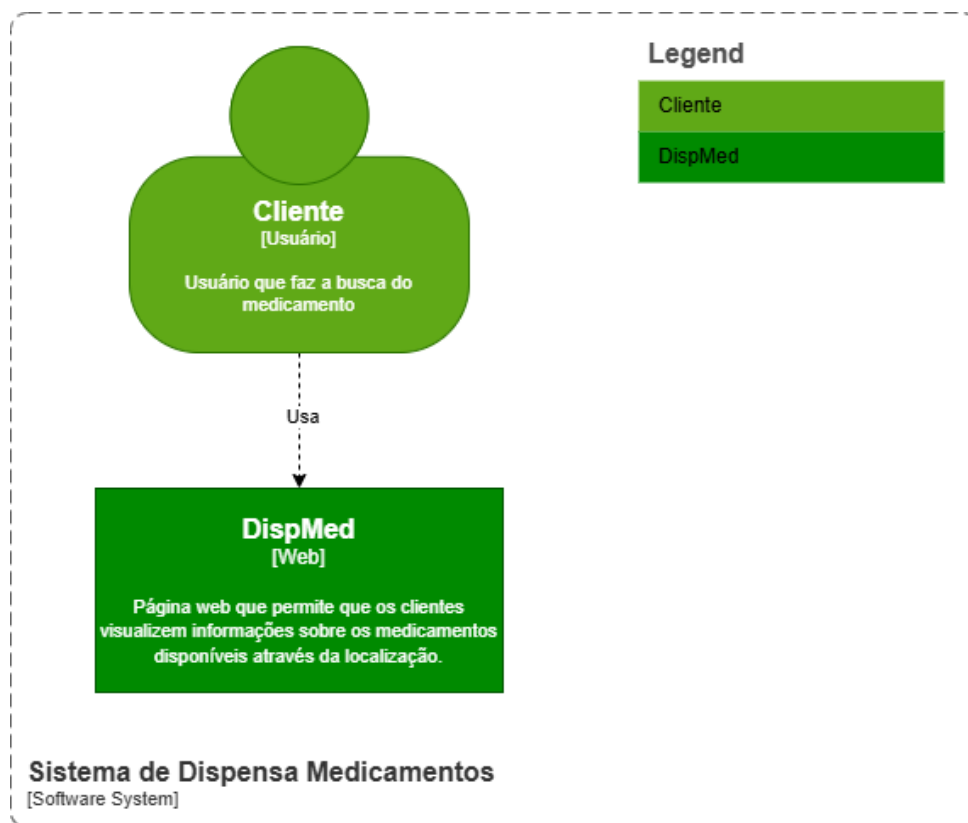 Legend
Cliente
DispMed
Cliente
[Usuário]
Usuário que faz a busca do
medicamento
Usa
DispMed
[Web]
Página web que permite que os clientes
visualizem informações sobre os medicamentos
disponíveis através da localização.
Sistema de Dispensa Medicamentos
[Software System]